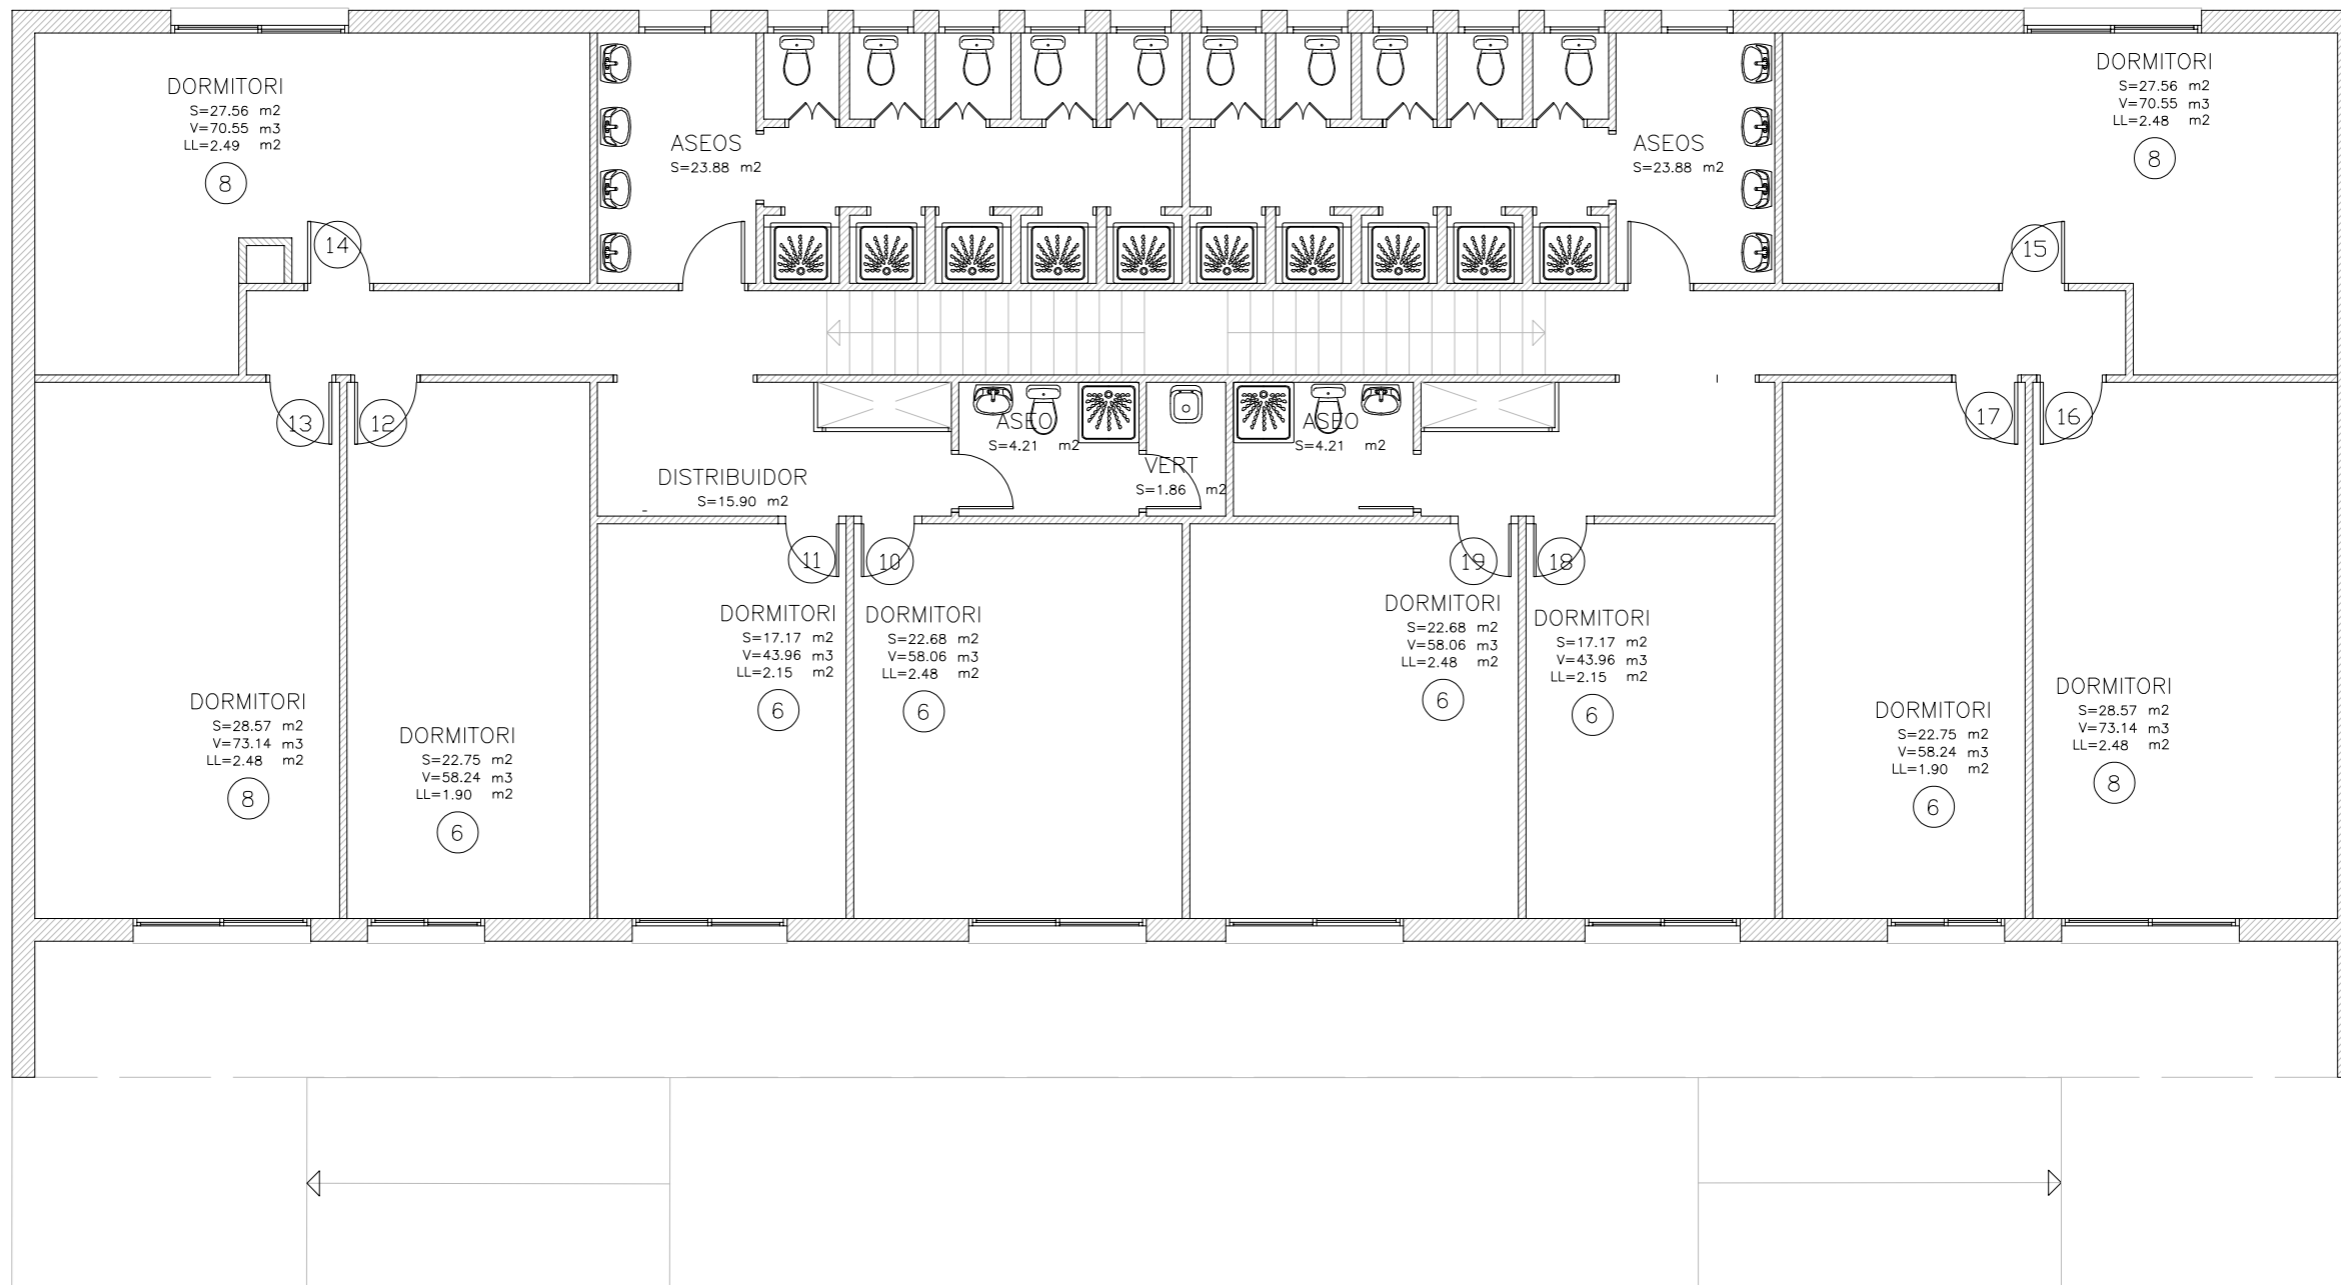 DORMITORI
S=27.56 m2
V=70.55 m3
LL=2.49 m2
8
14
ASEOS
S=23.88 m2
ASEOS
S=23.88 m2
DORMITORI
S=27.56 m2
V=70.55 m3
LL=2.48 m2
8
15
13
12
ASEO
S=4.21 m2
VERT
S=1.86 m2
ASEO
S=4.21 m2
17
16
DISTRIBUIDOR
S=15.90 m2
11
10
19
18
DORMITORI
S=17.17 m2
V=43.96 m3
LL=2.15 m2
6
DORMITORI
S=22.68 m2
V=58.06 m3
LL=2.48 m2
6
DORMITORI
S=22.68 m2
V=58.06 m3
LL=2.48 m2
6
DORMITORI
S=17.17 m2
V=43.96 m3
LL=2.15 m2
6
DORMITORI
S=28.57 m2
V=73.14 m3
LL=2.48 m2
8
DORMITORI
S=22.75 m2
V=58.24 m3
LL=1.90 m2
6
DORMITORI
S=22.75 m2
V=58.24 m3
LL=1.90 m2
6
DORMITORI
S=28.57 m2
V=73.14 m3
LL=2.48 m2
8